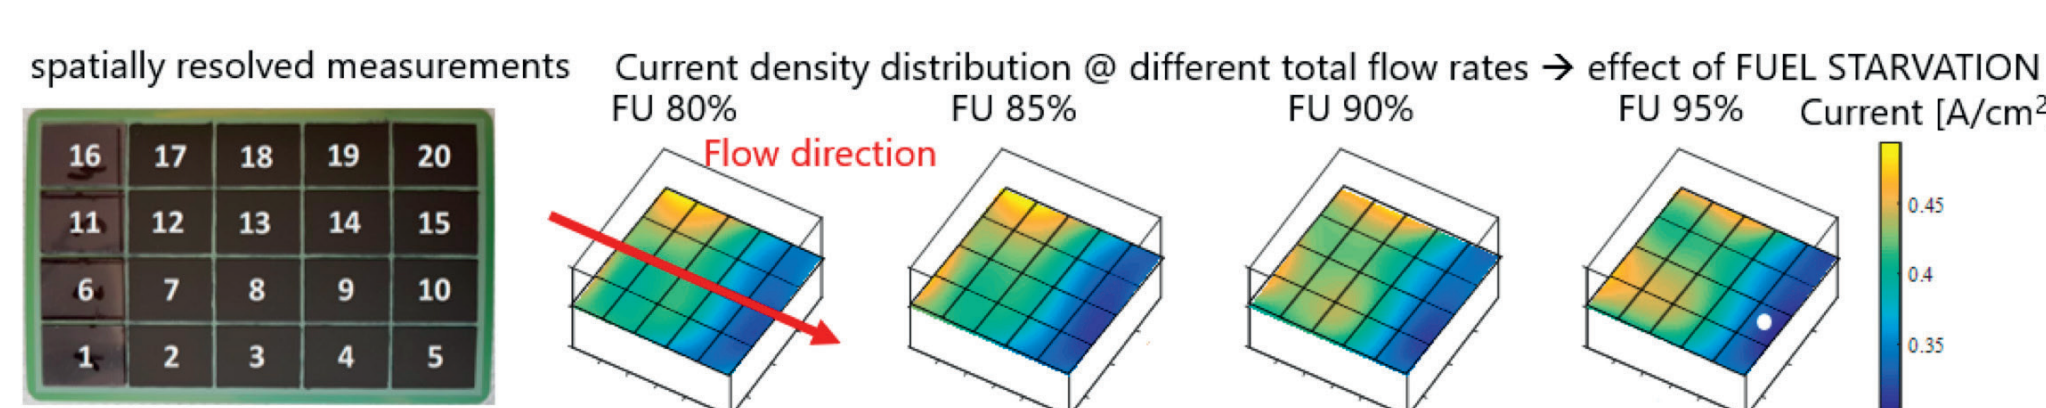 spatially resolved measurements
Current density distribution @ different total flow rates → effect of FUEL STARVATION
FU 80%
FU 85%
FU 90%
FU 95%
Current [A/cm2
Flow direction
16 17 18 19 20
11 12 13 14 15
6 7 8 9 10
1 2 3 4 5
0.45
0.4
0.35